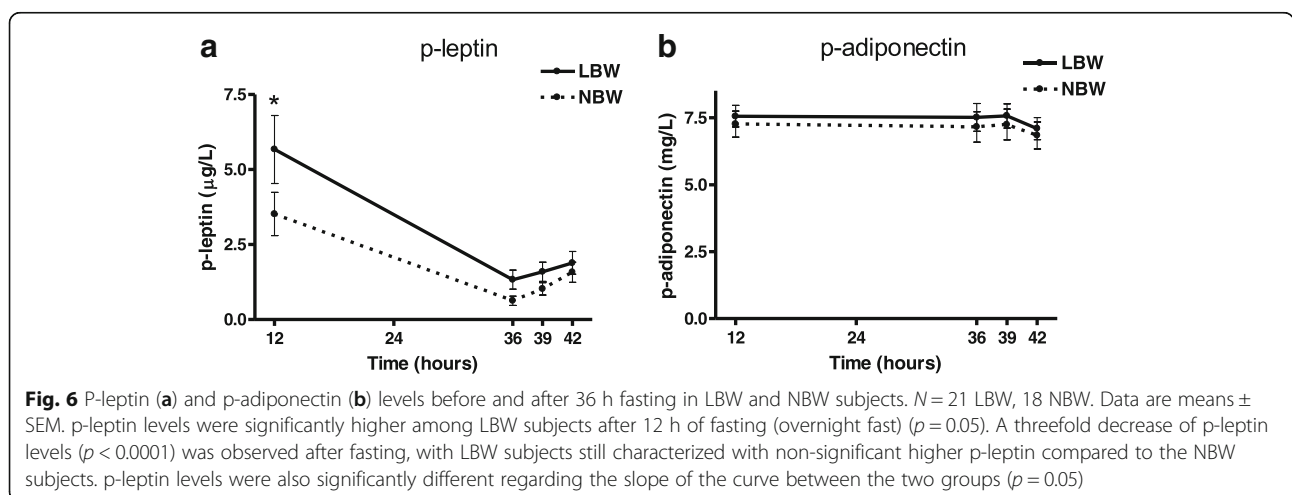 a
p-leptin
LBW
NBW
*
7.5
5.0
2.5
0.0
p-leptin (µg/L)
12
24
36
39
42
Time (hours)
b
p-adiponectin
LBW
NBW
7.5
5.0
2.5
0.0
p-adiponectin (mg/L)
12
24
36
39
42
Time (hours)
Fig. 6 P-leptin (a) and p-adiponectin (b) levels before and after 36 h fasting in LBW and NBW subjects. N = 21 LBW, 18 NBW. Data are means ±
SEM. p-leptin levels were significantly higher among LBW subjects after 12 h of fasting (overnight fast) (p = 0.05). A threefold decrease of p-leptin
levels (p < 0.0001) was observed after fasting, with LBW subjects still characterized with non-significant higher p-leptin compared to the NBW
subjects. p-leptin levels were also significantly different regarding the slope of the curve between the two groups (p = 0.05)